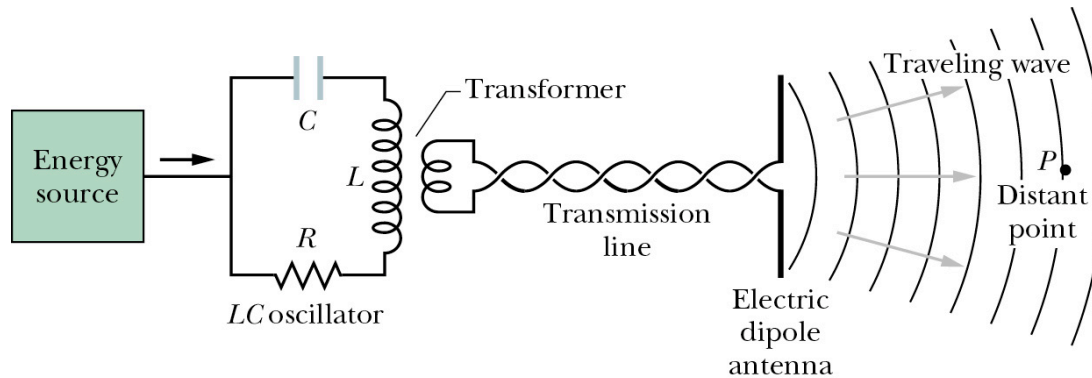 Energy
source
C
L
R
LC oscillator
Transformer
Transmission
line
Electric
dipole
antenna
Traveling wave
P
Distant
point